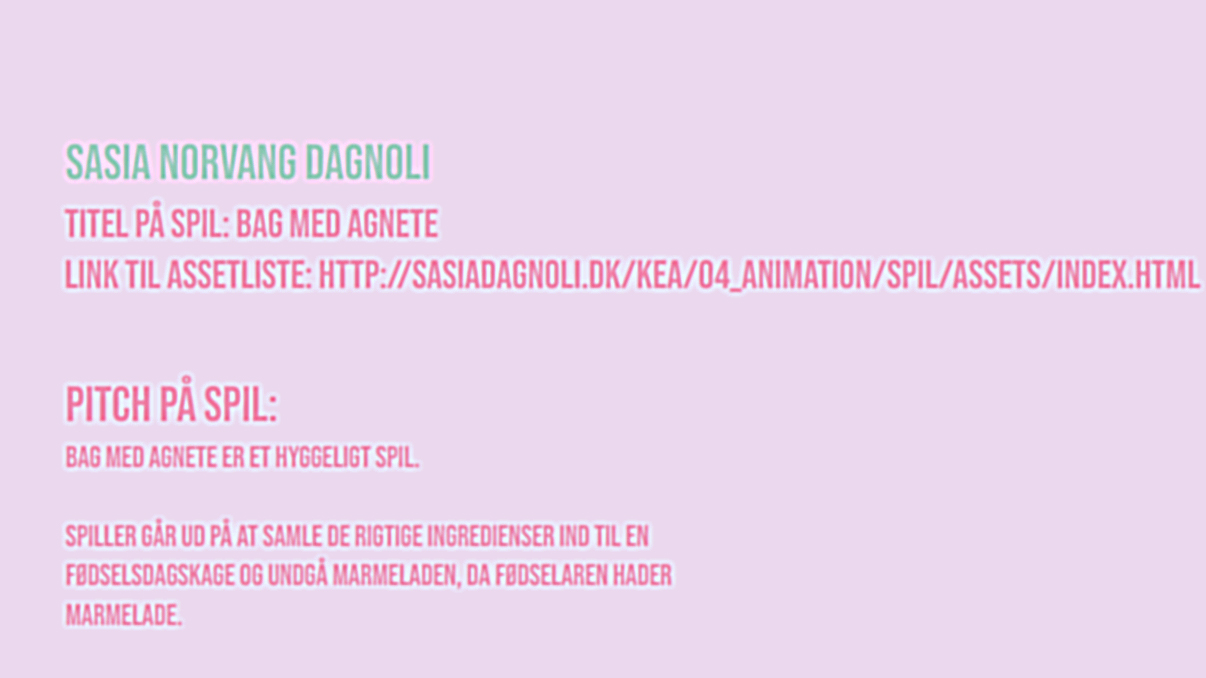 SASIA NORVANG DAGNOLI
TITEL PÅ SPIL: BAG MED AGNETE
LINK TIL ASSETLISTE: HTTP://SASIADAGNOLI.DK/KEA/04_ANIMATION/SPIL/ASSETS/INDEX.HTML
PITCH PÅ SPIL:
BAG MED AGNETE ER ET HYGGELIGT SPIL.
SPILLER GÅR UD PÅ AT SAMLE DE RIGTIGE INGREDIENSER IND TIL EN
FØDSELSDAGSKAGE OG UNDGÅ MARMELADEN, DA FØDSELAREN HADER
MARMELADE.